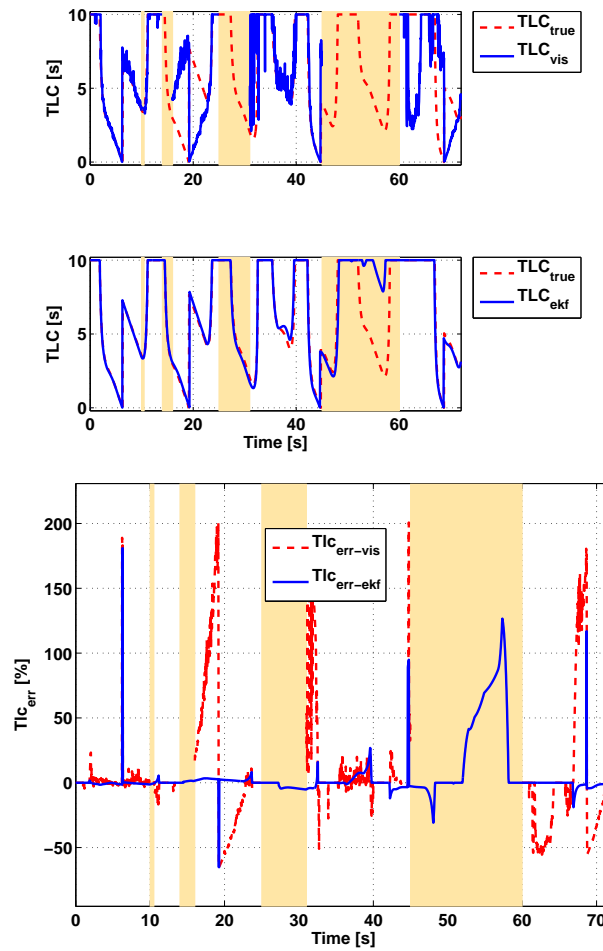 10
5
0
TLC [s]
0
20
40
60
TLC_true
TLC_vis
10
5
0
TLC [s]
0
20
40
60
Time [s]
TLC_true
TLC_ekf
200
150
100
50
0
−50
Tlc_err [%]
Tlc_err−vis
Tlc_err−ekf
0
10
20
30
40
50
60
70
Time [s]